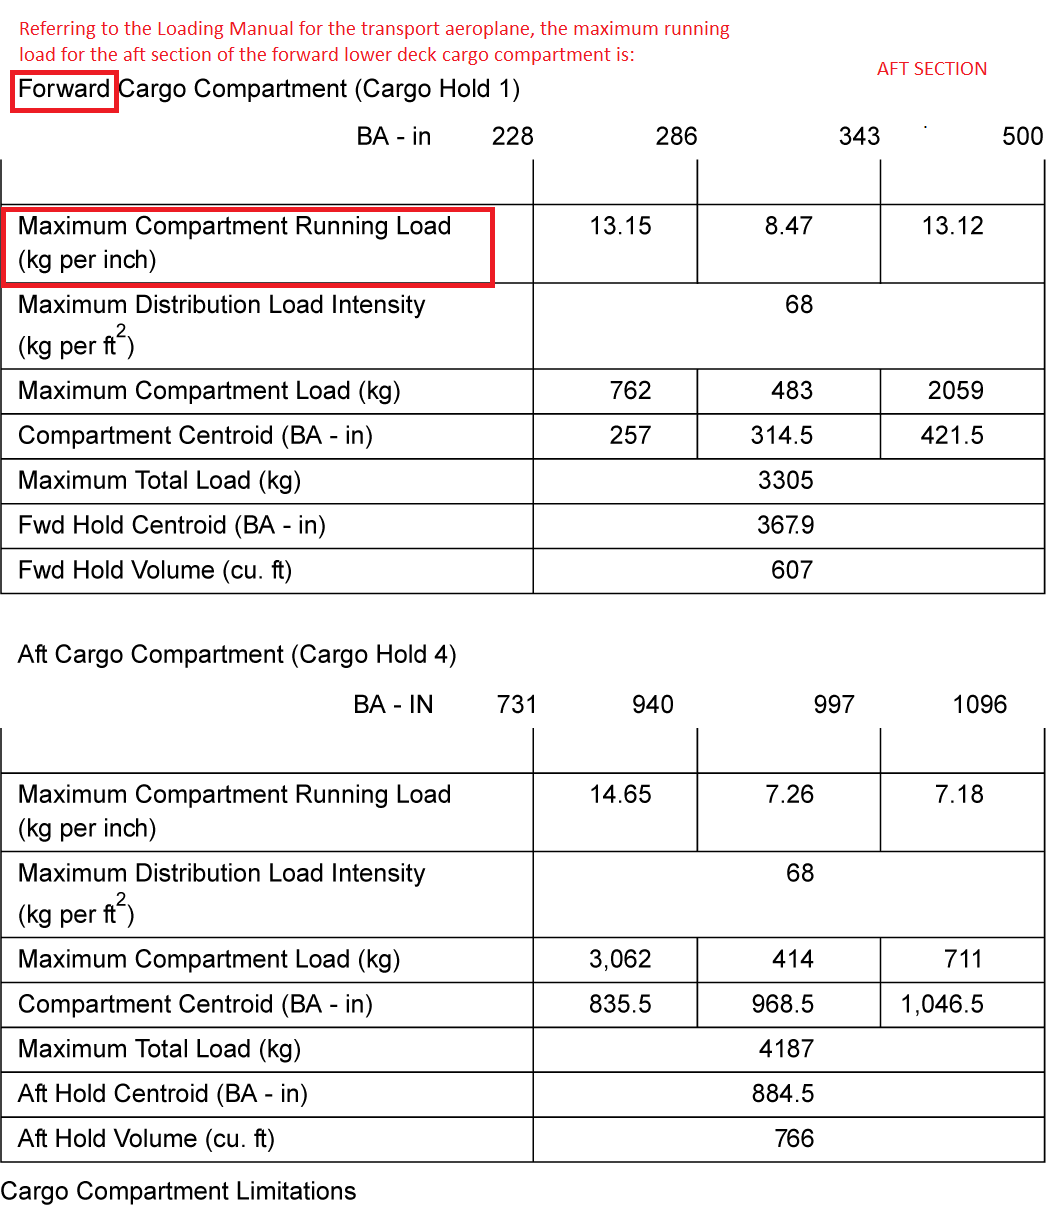 Referring to the Loading Manual for the transport aeroplane, the maximum running
load for the aft section of the forward lower deck cargo compartment is:
AFT SECTION
Forward Cargo Compartment (Cargo Hold 1)
BA - in 228 286 343 500
Maximum Compartment Running Load 13.15 8.47 13.12
(kg per inch)
Maximum Distribution Load Intensity 68
(kg per ft2)
Maximum Compartment Load (kg) 762 483 2059
Compartment Centroid (BA - in) 257 314.5 421.5
Maximum Total Load (kg) 3305
Fwd Hold Centroid (BA - in) 367.9
Fwd Hold Volume (cu. ft) 607
Aft Cargo Compartment (Cargo Hold 4)
BA - IN 731 940 997 1096
Maximum Compartment Running Load 14.65 7.26 7.18
(kg per inch)
Maximum Distribution Load Intensity 68
(kg per ft2)
Maximum Compartment Load (kg) 3,062 414 711
Compartment Centroid (BA - in) 835.5 968.5 1,046.5
Maximum Total Load (kg) 4187
Aft Hold Centroid (BA - in) 884.5
Aft Hold Volume (cu. ft) 766
Cargo Compartment Limitations